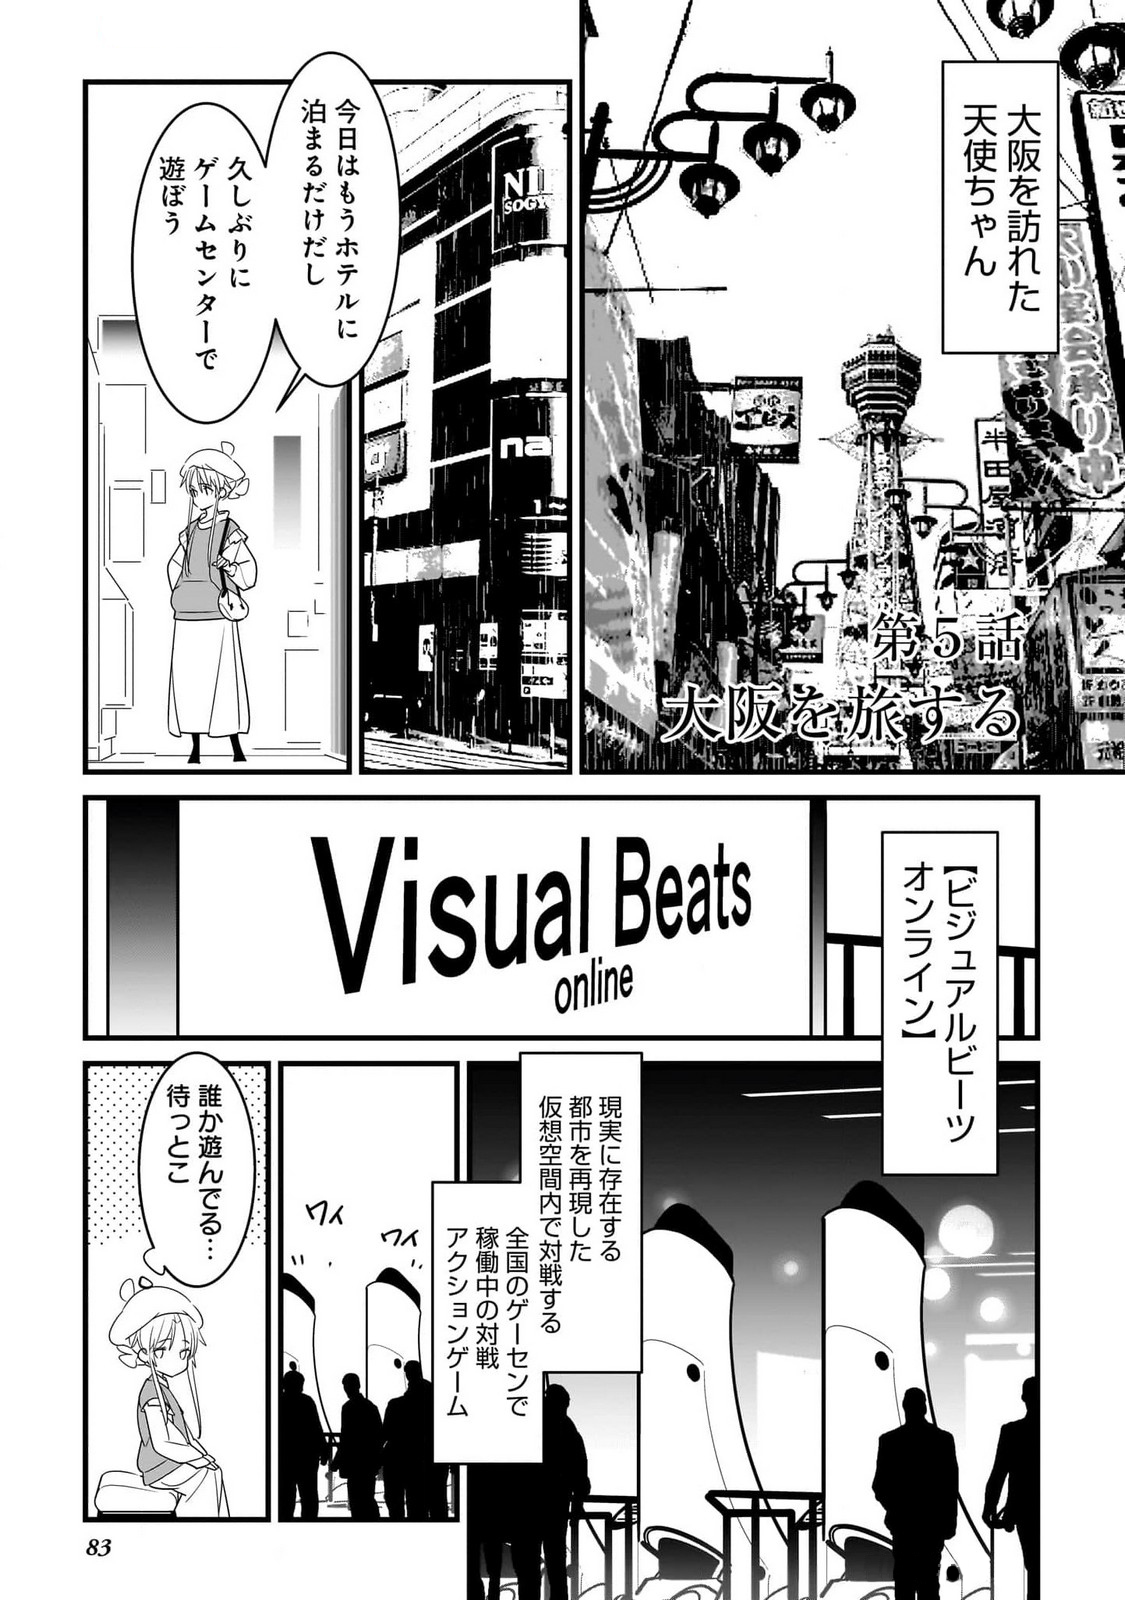 大阪を訪れた
天使ちゃん
第5話
大阪を旅する
半田屋
NII
SOGY
na
今日はもうホテルに
泊まるだけだし
久しぶりに
ゲームセンターで
遊ぼう
【ビジュアルビーツ
オンライン】
Visual Beats
online
現実に存在する
都市を再現した
仮想空間内で対戦する
全国のゲーセンで
稼働中の対戦
アクションゲーム
ワイ
ワイ
誰か遊んでる…
待っとこ
83